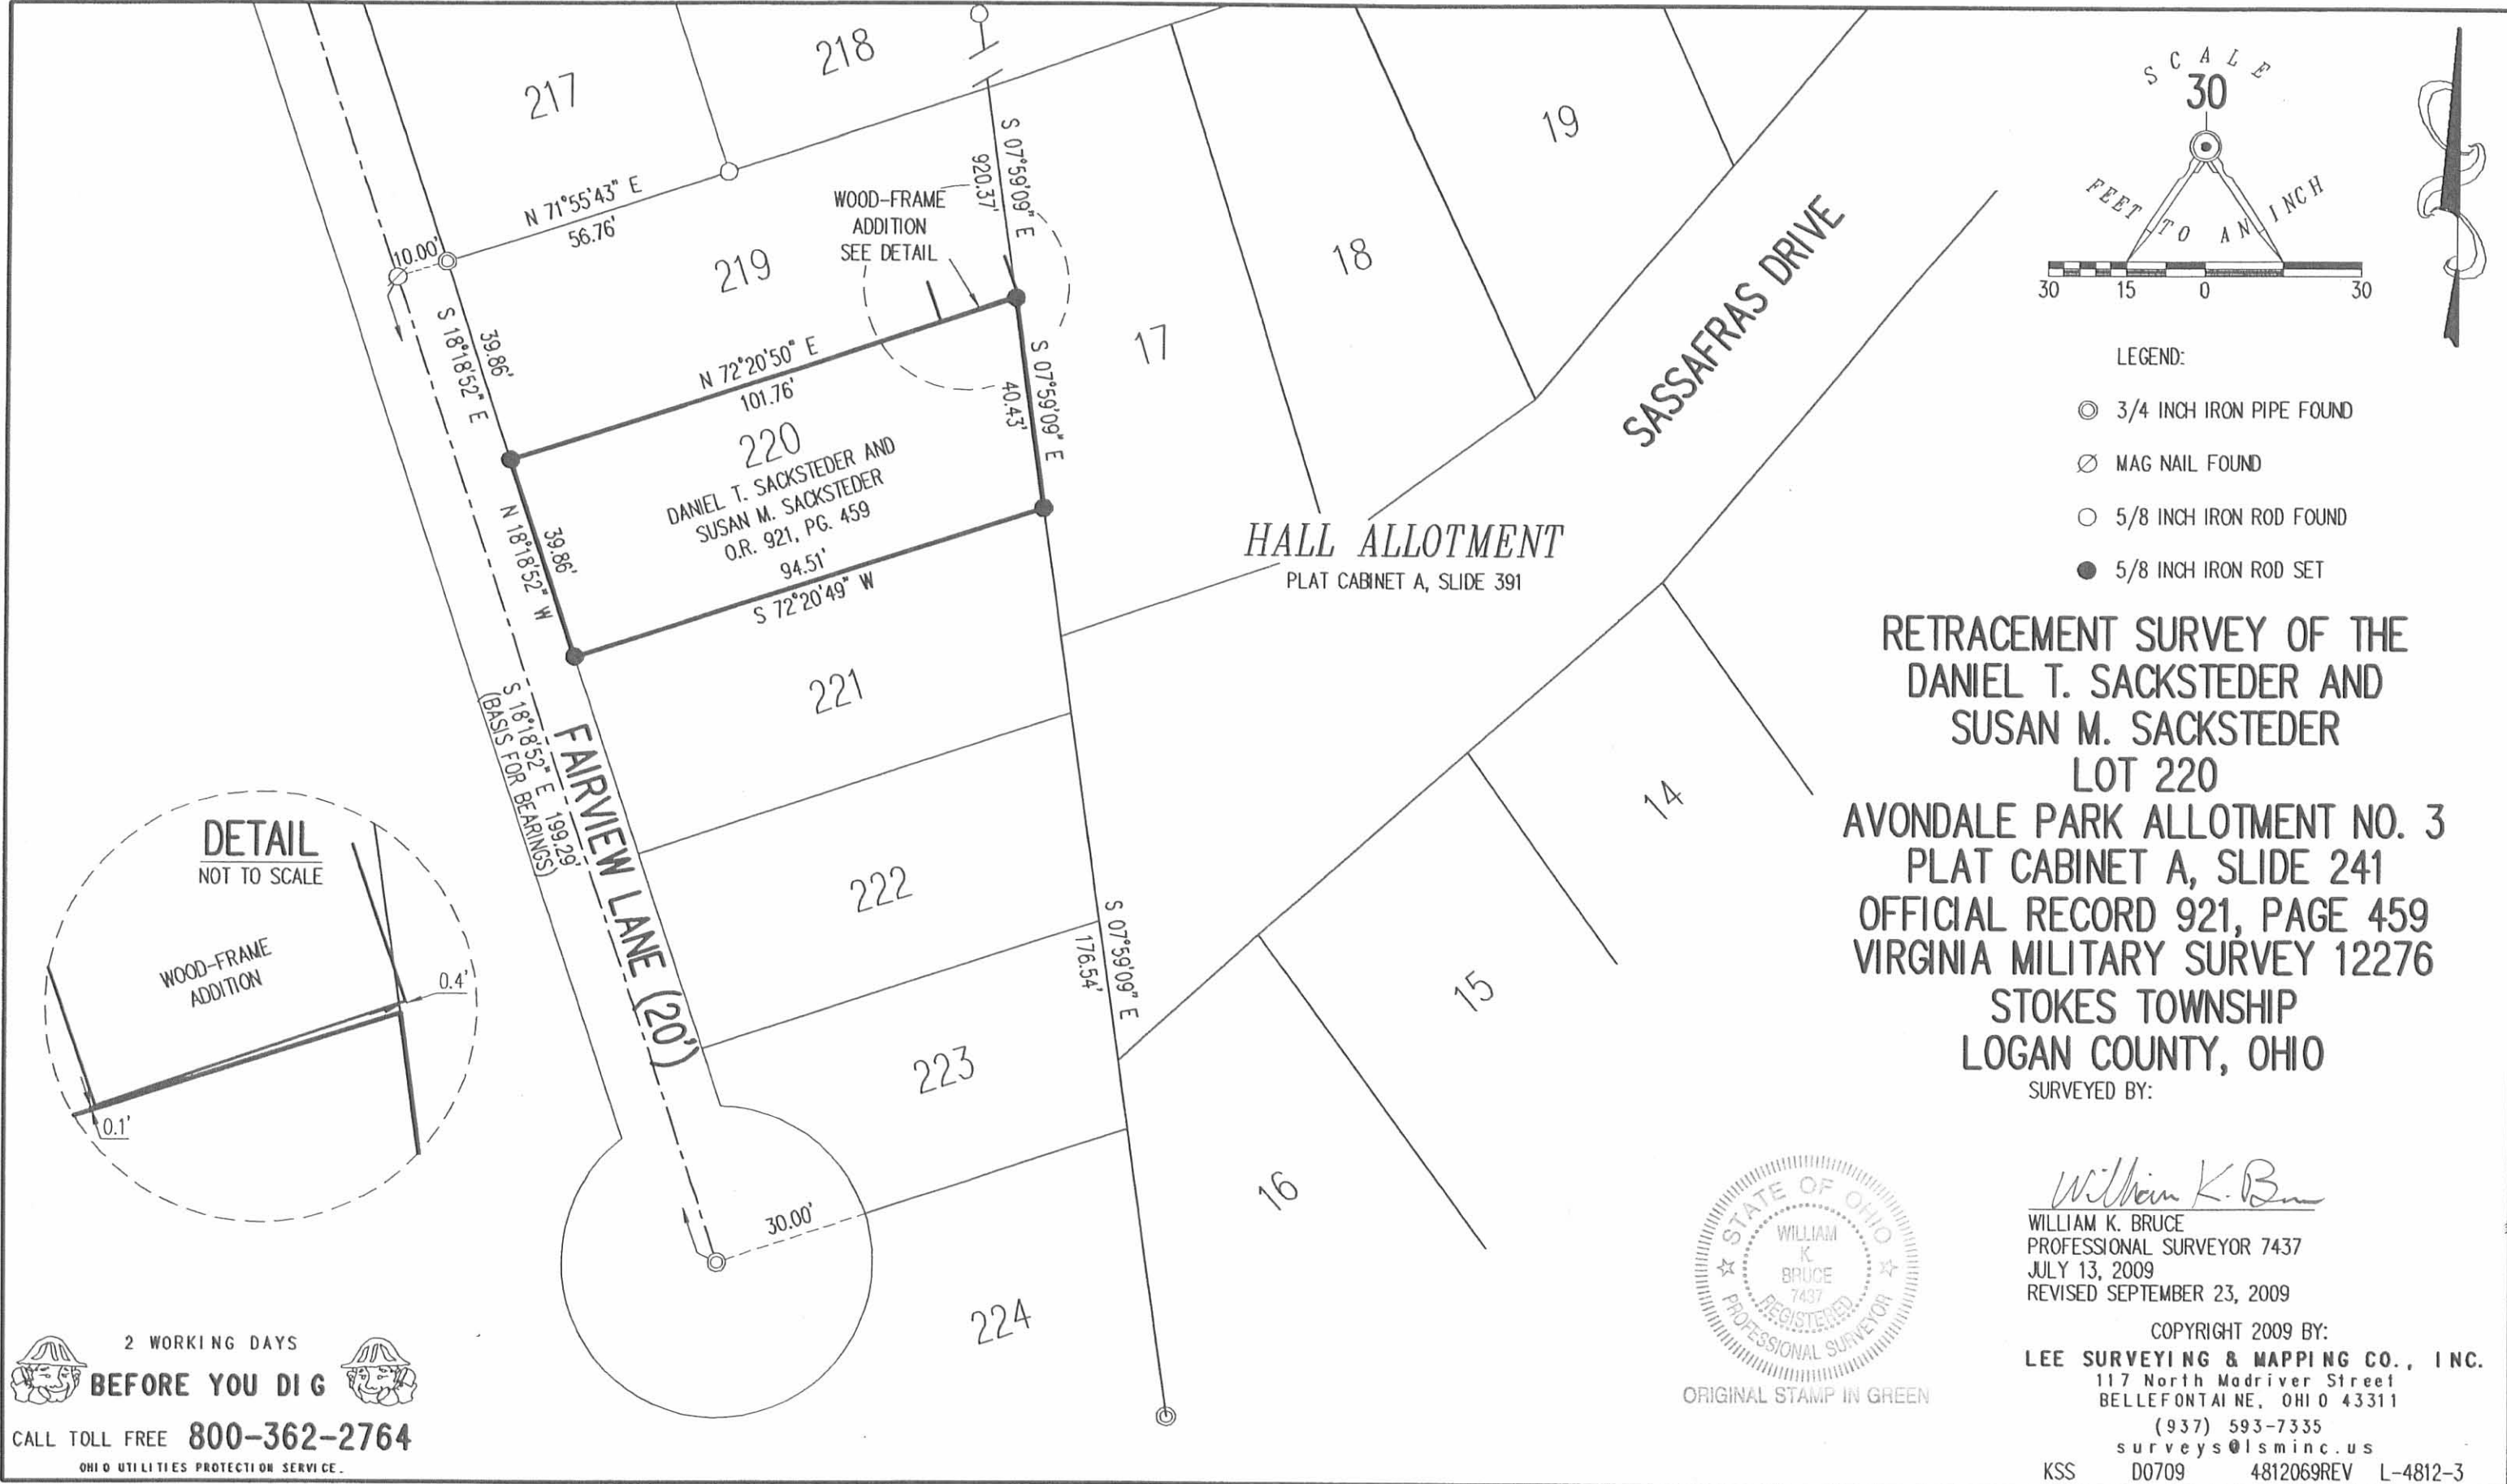 217
218
219
N 71°55'43" E
56.76'
10.00'
S 18°18'52" E
39.86'
WOOD-FRAME
ADDITION
SEE DETAIL
S 07°59'09" E
920.37'
N 72°20'50" E
101.76'
S 07°59'09" E
40.43'
220
DANIEL T. SACKSTEDER AND
SUSAN M. SACKSTEDER
O.R. 921, PG. 459
94.51'
S 72°20'49" W
N 18°18'52" W
39.86'
17
18
19
SASSAFRAS DRIVE
HALL ALLOTMENT
PLAT CABINET A, SLIDE 391
221
222
223
224
14
15
16
S 18°18'52" E 199.29'
(BASIS FOR BEARINGS)
FAIRVIEW LANE (20')
S 07°59'09" E
176.54'
30.00'
DETAIL
NOT TO SCALE
WOOD-FRAME
ADDITION
0.4'
0.1'
2 WORKING DAYS
BEFORE YOU DIG
CALL TOLL FREE 800-362-2764
OHIO UTILITIES PROTECTION SERVICE.
SCALE
30
FEET TO AN INCH
30 15 0 30
LEGEND:
3/4 INCH IRON PIPE FOUND
MAG NAIL FOUND
5/8 INCH IRON ROD FOUND
5/8 INCH IRON ROD SET
RETRACEMENT SURVEY OF THE
DANIEL T. SACKSTEDER AND
SUSAN M. SACKSTEDER
LOT 220
AVONDALE PARK ALLOTMENT NO. 3
PLAT CABINET A, SLIDE 241
OFFICIAL RECORD 921, PAGE 459
VIRGINIA MILITARY SURVEY 12276
STOKES TOWNSHIP
LOGAN COUNTY, OHIO
SURVEYED BY:
William K. Bruce
WILLIAM K. BRUCE
PROFESSIONAL SURVEYOR 7437
JULY 13, 2009
REVISED SEPTEMBER 23, 2009
STATE OF OHIO
WILLIAM
K.
BRUCE
7437
REGISTERED
PROFESSIONAL SURVEYOR
ORIGINAL STAMP IN GREEN
COPYRIGHT 2009 BY:
LEE SURVEYING & MAPPING CO., INC.
117 North Madriver Street
BELLEFONTAINE, OHIO 43311
(937) 593-7335
surveys@lsminc.us
KSS D0709 4812069REV L-4812-3